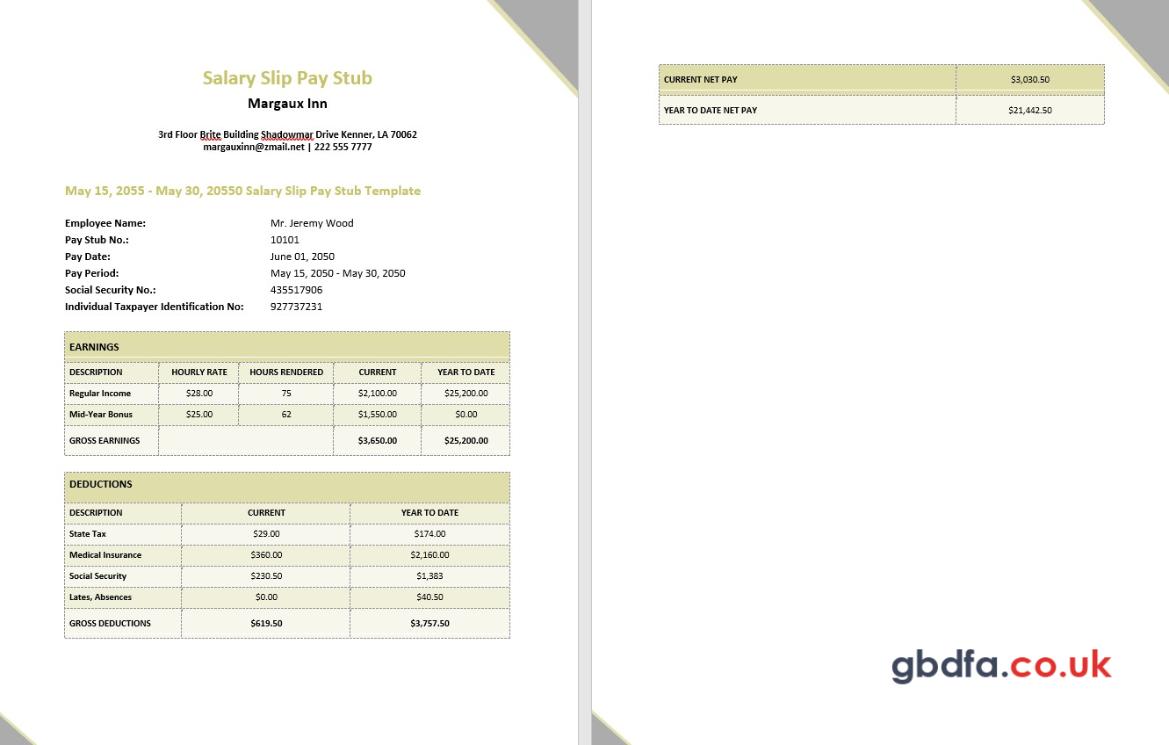 Salary Slip Pay Stub
Margaux Inn
3rd Floor Brite Building Shadowmar Drive Kenner, LA 70062
margauxinn@zmail.net | 222 555 7777
May 15, 2055 - May 30, 20550 Salary Slip Pay Stub Template
Employee Name: Mr. Jeremy Wood
Pay Stub No.: 10101
Pay Date: June 01, 2050
Pay Period: May 15, 2050 - May 30, 2050
Social Security No.: 435517906
Individual Taxpayer Identification No: 927737231
EARNINGS
DESCRIPTION HOURLY RATE HOURS RENDERED CURRENT YEAR TO DATE
Regular Income $28.00 75 $2,100.00 $25,200.00
Mid-Year Bonus $25.00 62 $1,550.00 $0.00
GROSS EARNINGS $3,650.00 $25,200.00
DEDUCTIONS
DESCRIPTION CURRENT YEAR TO DATE
State Tax $29.00 $174.00
Medical Insurance $360.00 $2,160.00
Social Security $230.50 $1,383
Lates, Absences $0.00 $40.50
GROSS DEDUCTIONS $619.50 $3,757.50
CURRENT NET PAY $3,030.50
YEAR TO DATE NET PAY $21,442.50
gbdfa.co.uk